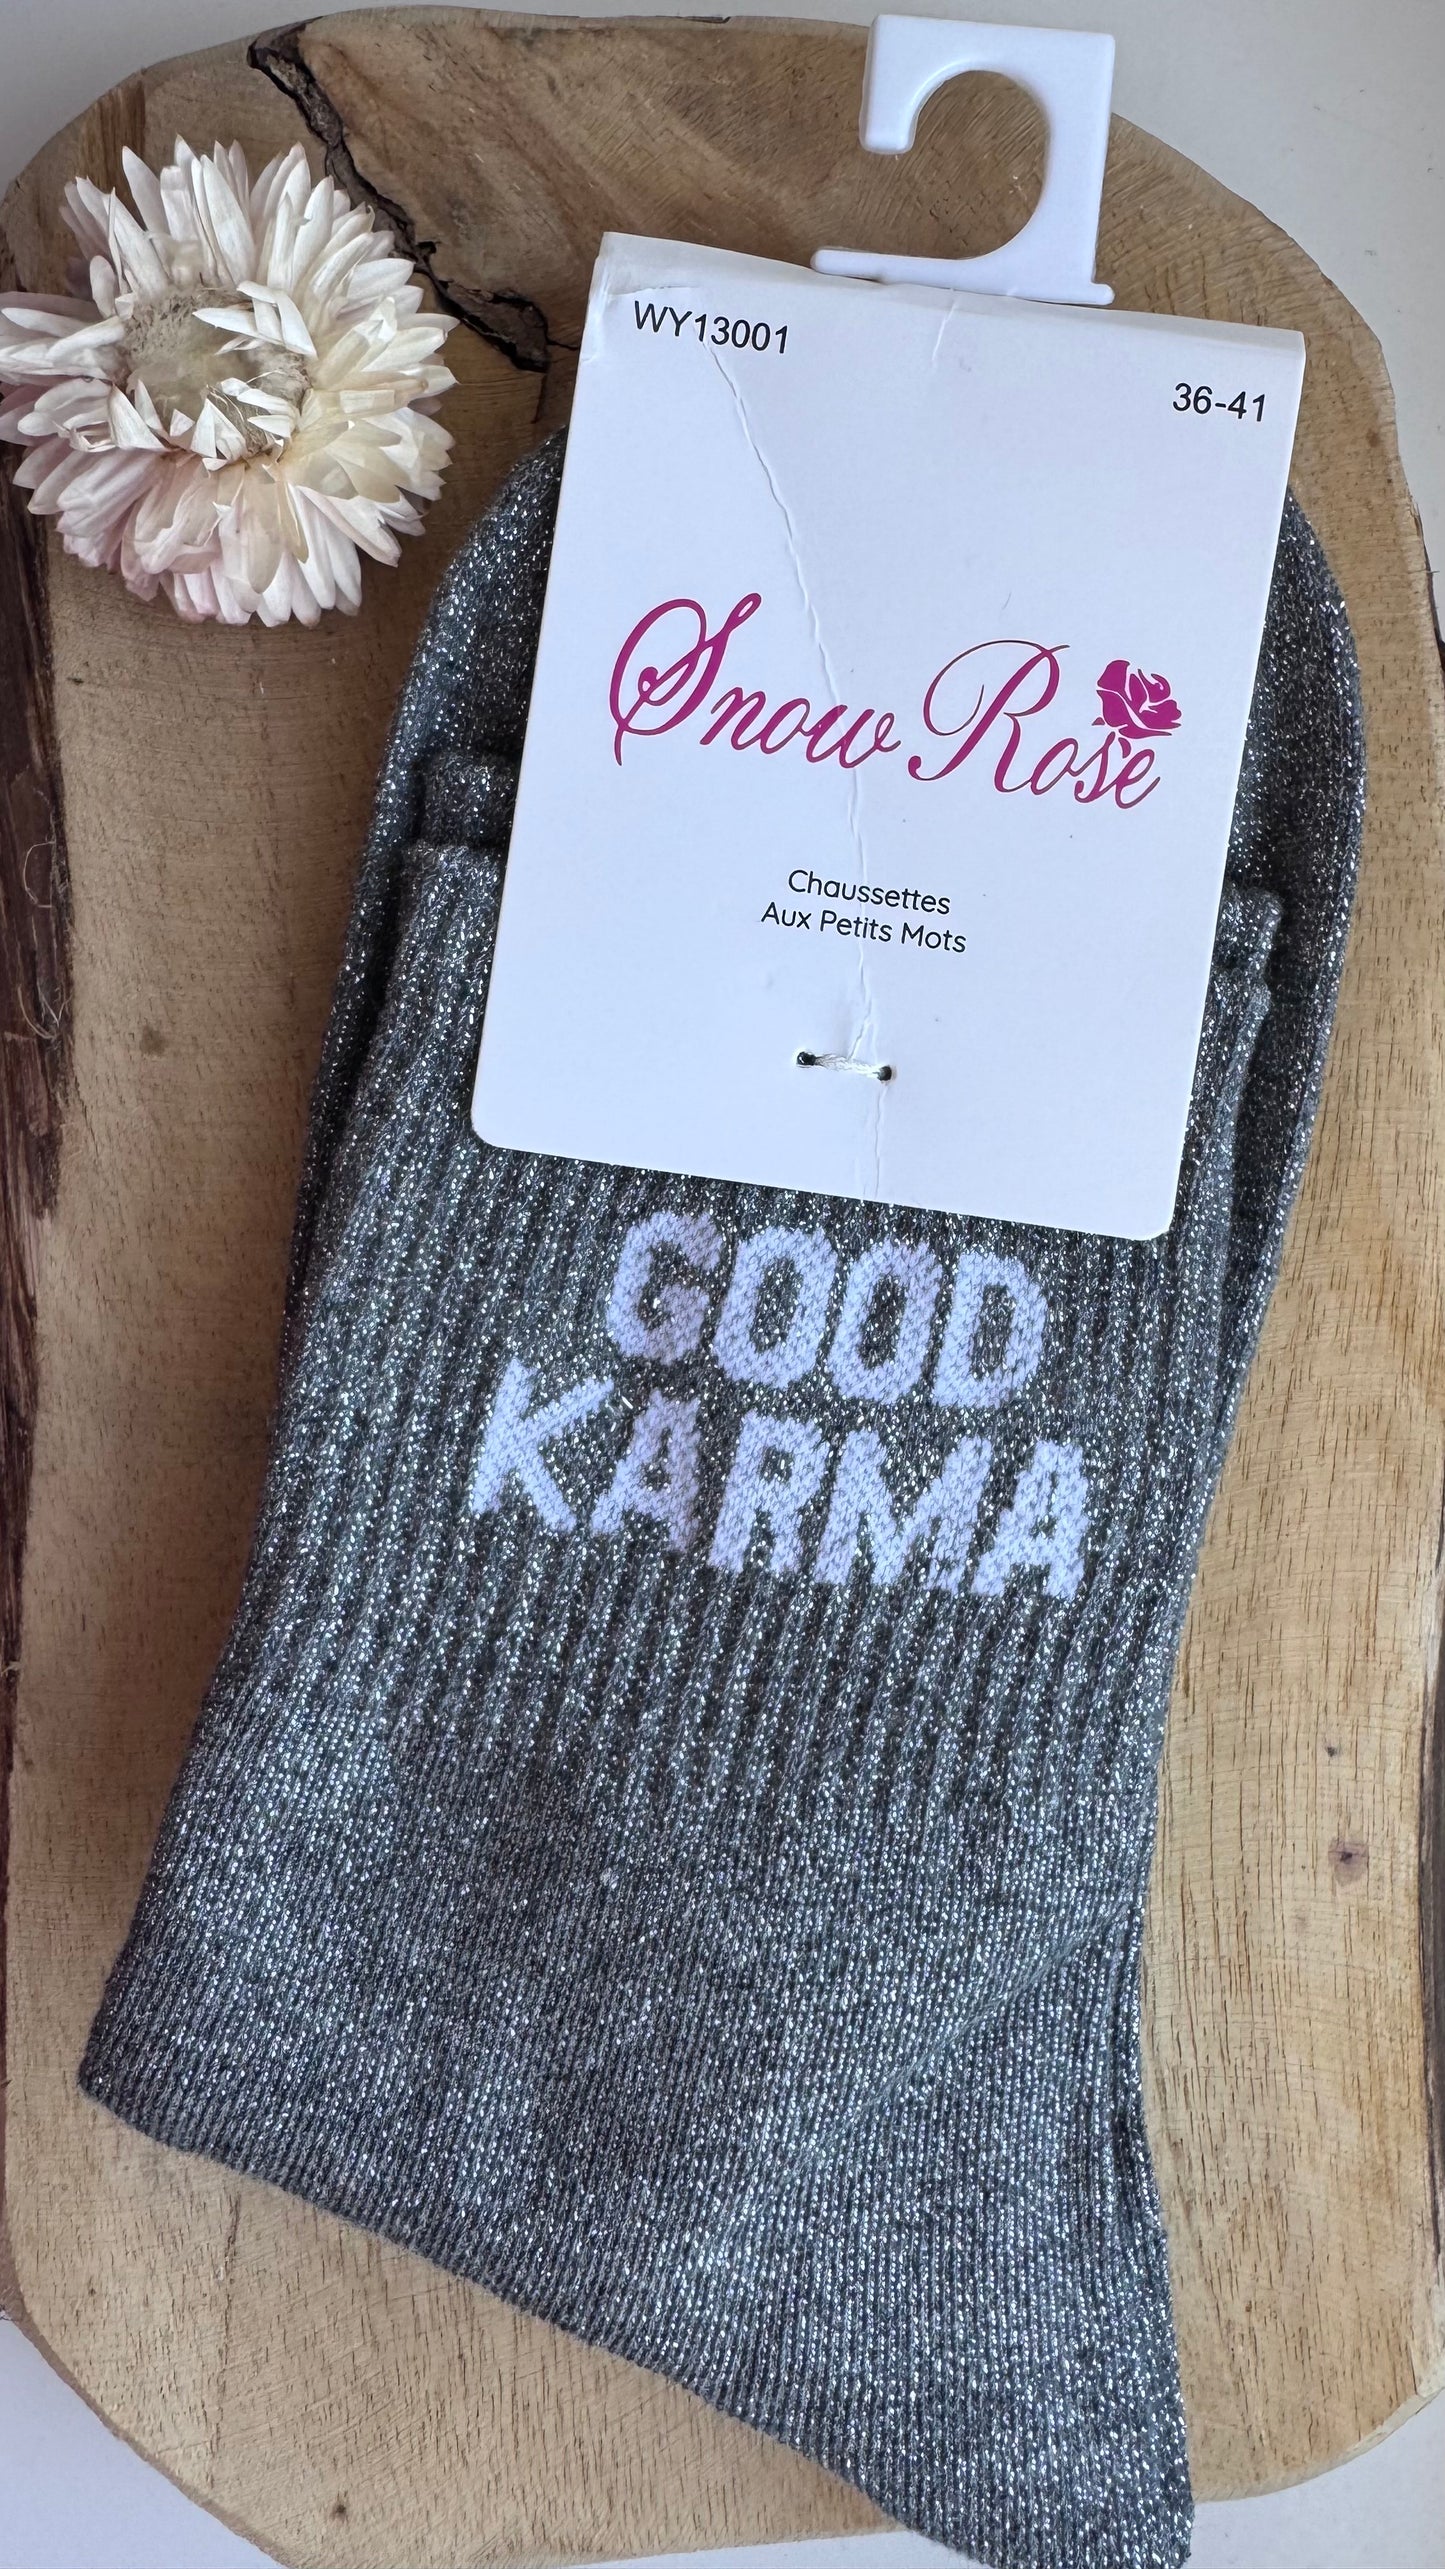 WY13001
36-41
Snow Rose
Chaussettes
Aux Petits Mots
GOOD
KARMA